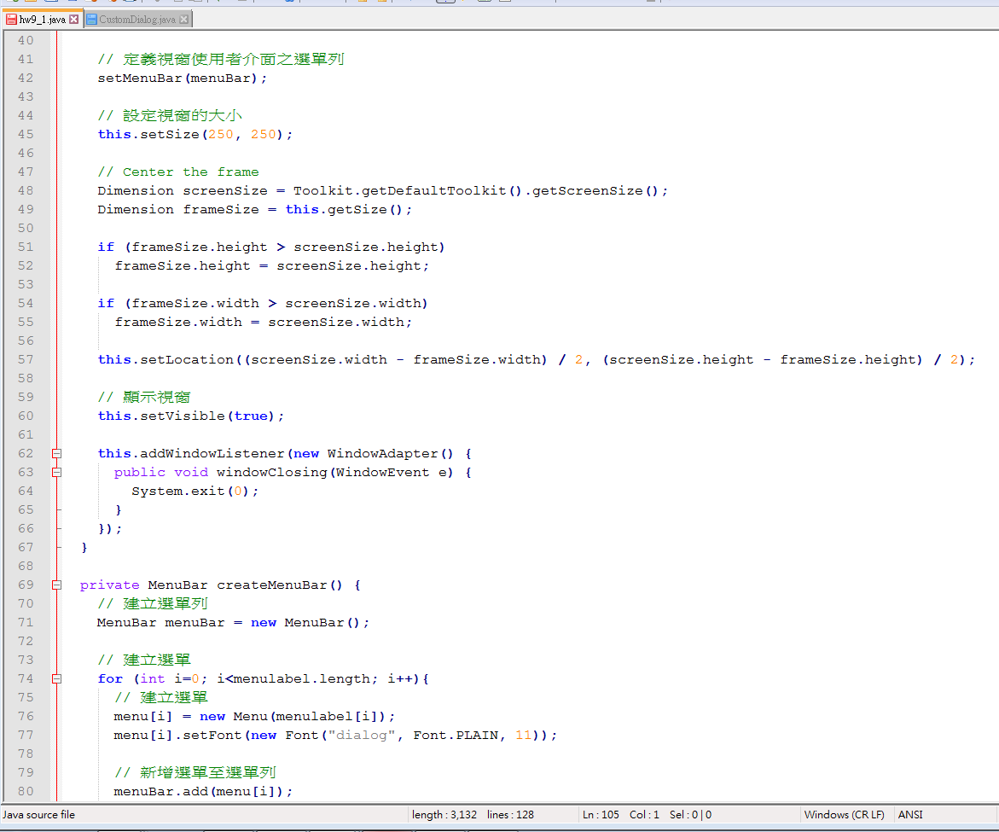 hw9_1.java CustomDialog.java
40
41 // 定義視窗使用者介面之選單列
42 setMenuBar(menuBar);
43
44 // 設定視窗的大小
45 this.setSize(250, 250);
46
47 // Center the frame
48 Dimension screenSize = Toolkit.getDefaultToolkit().getScreenSize();
49 Dimension frameSize = this.getSize();
50
51 if (frameSize.height > screenSize.height)
52 frameSize.height = screenSize.height;
53
54 if (frameSize.width > screenSize.width)
55 frameSize.width = screenSize.width;
56
57 this.setLocation((screenSize.width - frameSize.width) / 2, (screenSize.height - frameSize.height) / 2);
58
59 // 顯示視窗
60 this.setVisible(true);
61
62 this.addWindowListener(new WindowAdapter() {
63 public void windowClosing(WindowEvent e) {
64 System.exit(0);
65 }
66 });
67 }
68
69 private MenuBar createMenuBar() {
70 // 建立選單列
71 MenuBar menuBar = new MenuBar();
72
73 // 建立選單
74 for (int i=0; i<menulabel.length; i++){
75 // 建立選單
76 menu[i] = new Menu(menulabel[i]);
77 menu[i].setFont(new Font("dialog", Font.PLAIN, 11));
78
79 // 新增選單至選單列
80 menuBar.add(menu[i]);
Java source file length : 3,132 lines : 128 Ln : 105 Col : 1 Sel : 0 | 0 Windows (CR LF) ANSI